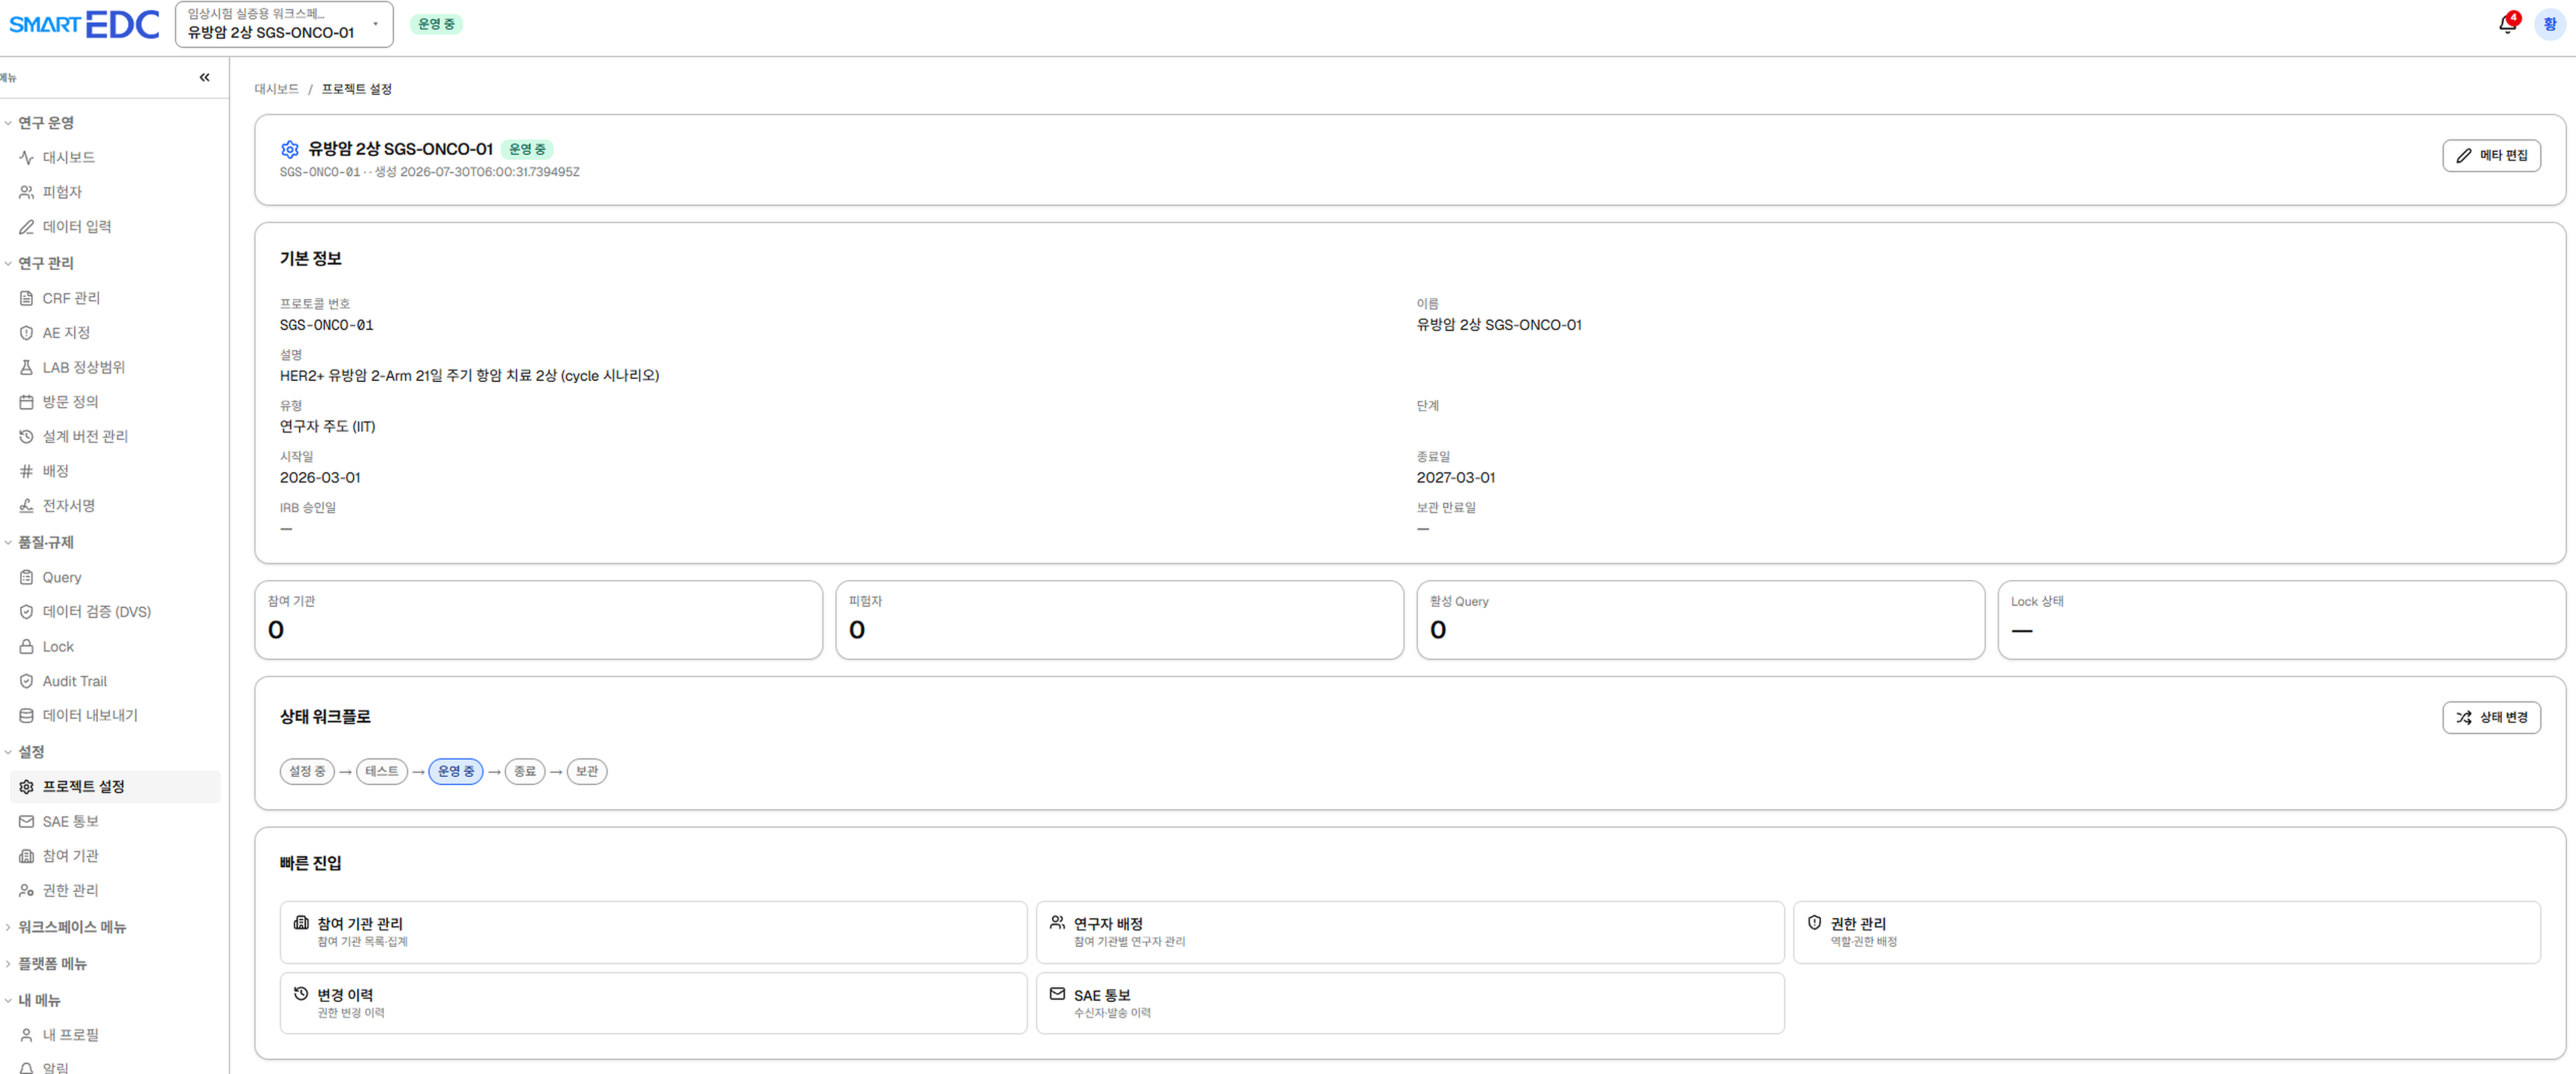 SMART EDC
임상시험 실증용 워크스페...
유방암 2상 SGS-ONCO-01
운영 중
4
황
메뉴
연구 운영
대시보드
피험자
데이터 입력
연구 관리
CRF 관리
AE 지정
LAB 정상범위
방문 정의
설계 버전 관리
배정
전자서명
품질·규제
Query
데이터 검증 (DVS)
Lock
Audit Trail
데이터 내보내기
설정
프로젝트 설정
SAE 통보
참여 기관
권한 관리
워크스페이스 메뉴
플랫폼 메뉴
내 메뉴
내 프로필
알림
대시보드 / 프로젝트 설정
유방암 2상 SGS-ONCO-01 운영 중
SGS-ONCO-01 · · 생성 2026-07-30T06:00:31.739495Z
메타 편집
기본 정보
프로토콜 번호
SGS-ONCO-01
이름
유방암 2상 SGS-ONCO-01
설명
HER2+ 유방암 2-Arm 21일 주기 항암 치료 2상 (cycle 시나리오)
유형
연구자 주도 (IIT)
단계
시작일
2026-03-01
종료일
2027-03-01
IRB 승인일
—
보관 만료일
—
참여 기관
0
피험자
0
활성 Query
0
Lock 상태
—
상태 워크플로
상태 변경
설정 중 → 테스트 → 운영 중 → 종료 → 보관
빠른 진입
참여 기관 관리
참여 기관 목록·집계
연구자 배정
참여 기관별 연구자 관리
권한 관리
역할·권한 배정
변경 이력
권한 변경 이력
SAE 통보
수신자·발송 이력